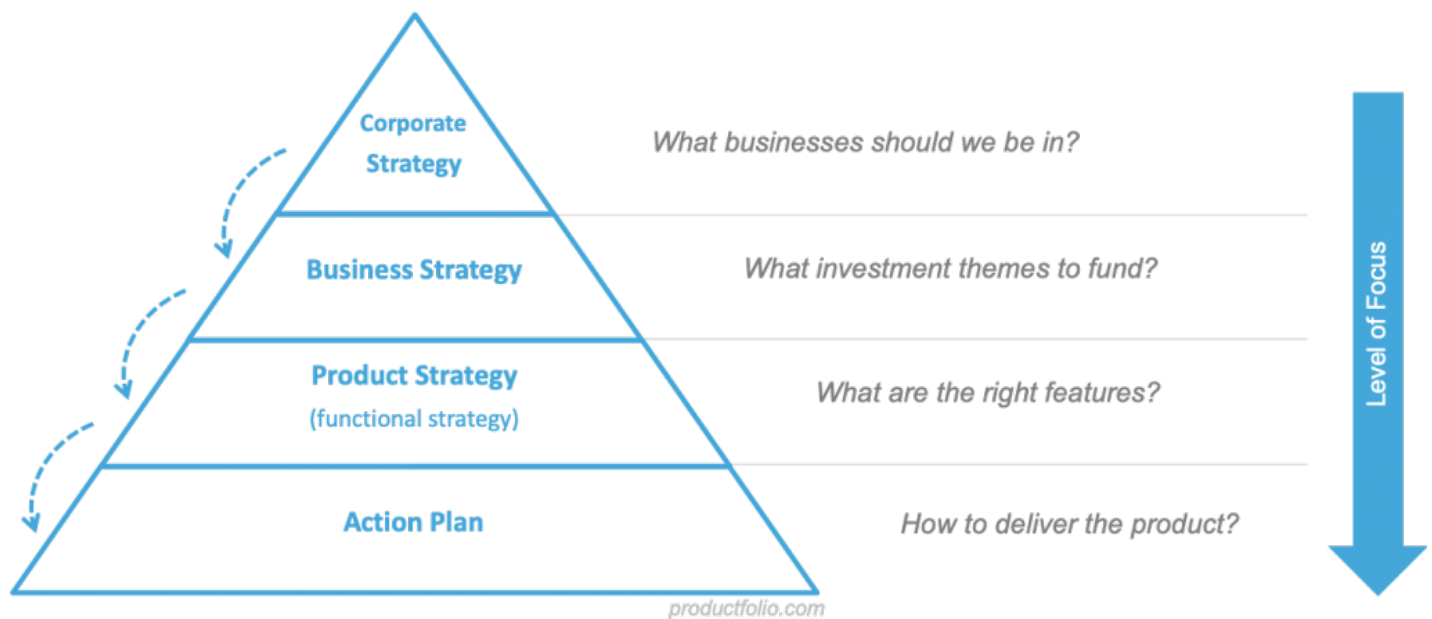 Corporate
Strategy
What businesses should we be in?
Business Strategy
What investment themes to fund?
Product Strategy
(functional strategy)
What are the right features?
Action Plan
How to deliver the product?
Level of Focus
productfolio.com